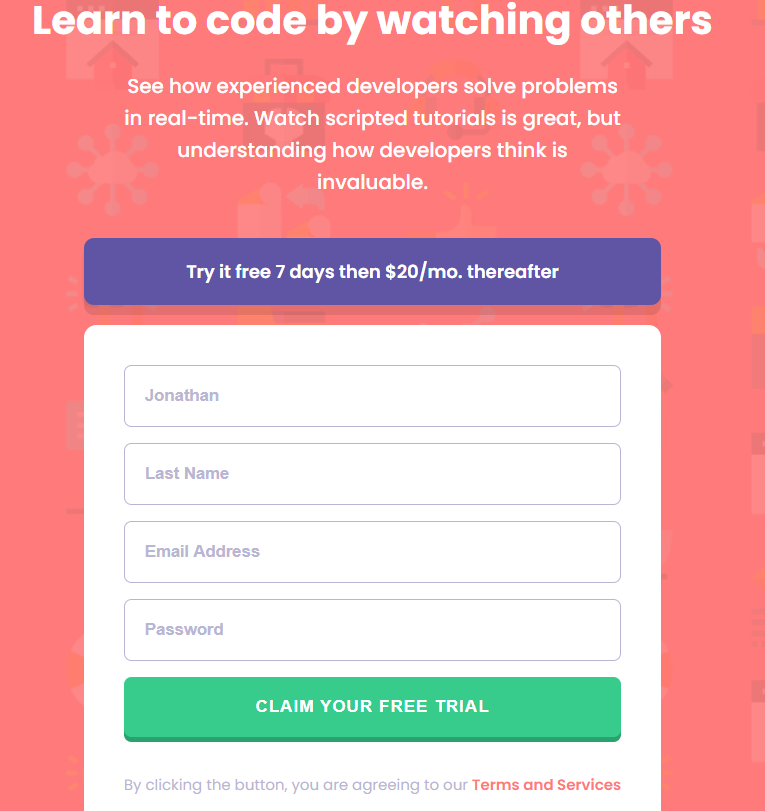 Learn to code by watching others
See how experienced developers solve problems
in real-time. Watch scripted tutorials is great, but
understanding how developers think is
invaluable.
Try it free 7 days then $20/mo. thereafter
Jonathan
Last Name
Email Address
Password
CLAIM YOUR FREE TRIAL
By clicking the button, you are agreeing to our Terms and Services